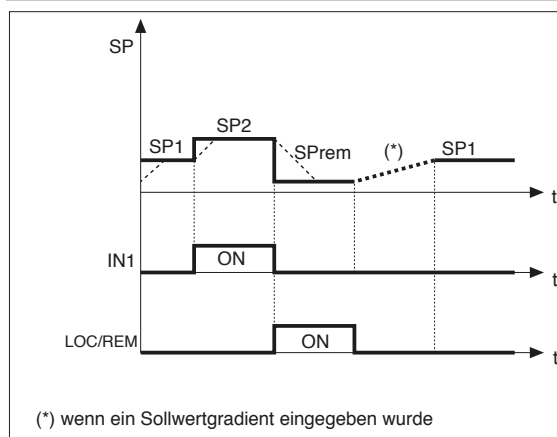 SP
SP2
SP1
SPrem
(*)
SP1
t
IN1
ON
t
LOC/REM
ON
t
(*) wenn ein Sollwertgradient eingegeben wurde